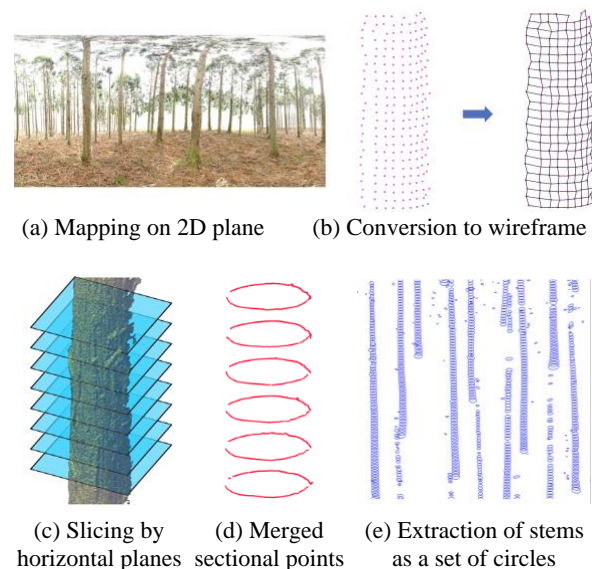 (a) Mapping on 2D plane
(b) Conversion to wireframe
(c) Slicing by
horizontal planes
(d) Merged
sectional points
(e) Extraction of stems
as a set of circles